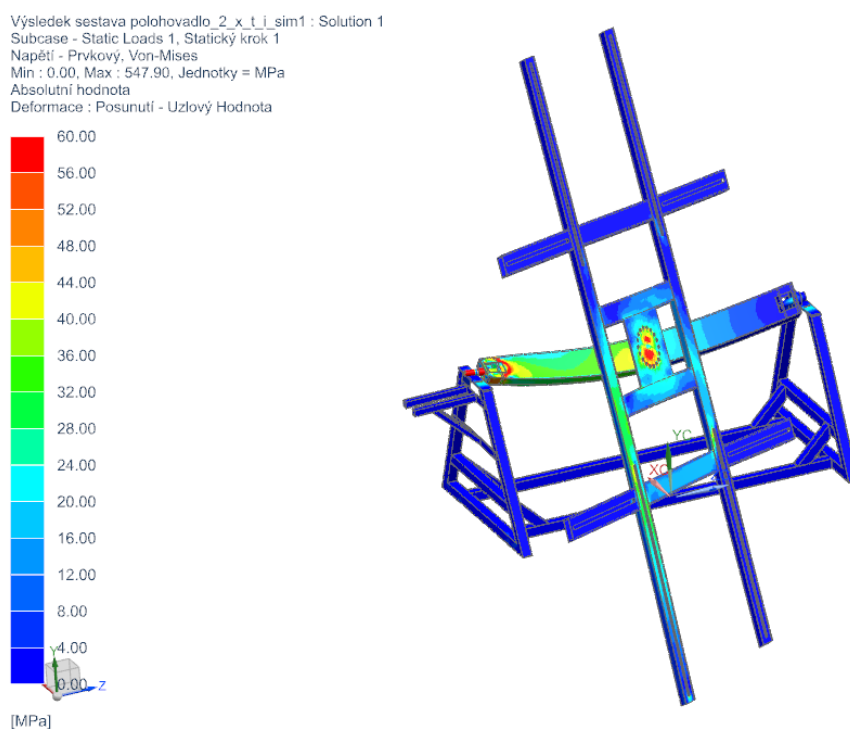 Výsledek sestava polohovadlo_2_x_t_i_sim1 : Solution 1
Subcase - Static Loads 1, Statický krok 1
Napětí - Prvkový, Von-Mises
Min : 0.00, Max : 547.90, Jednotky = MPa
Absolutní hodnota
Deformace : Posunutí - Uzlový Hodnota
60.00
56.00
52.00
48.00
44.00
40.00
36.00
32.00
28.00
24.00
20.00
16.00
12.00
8.00
4.00
0.00
[MPa]
Y
Z
YC
XC